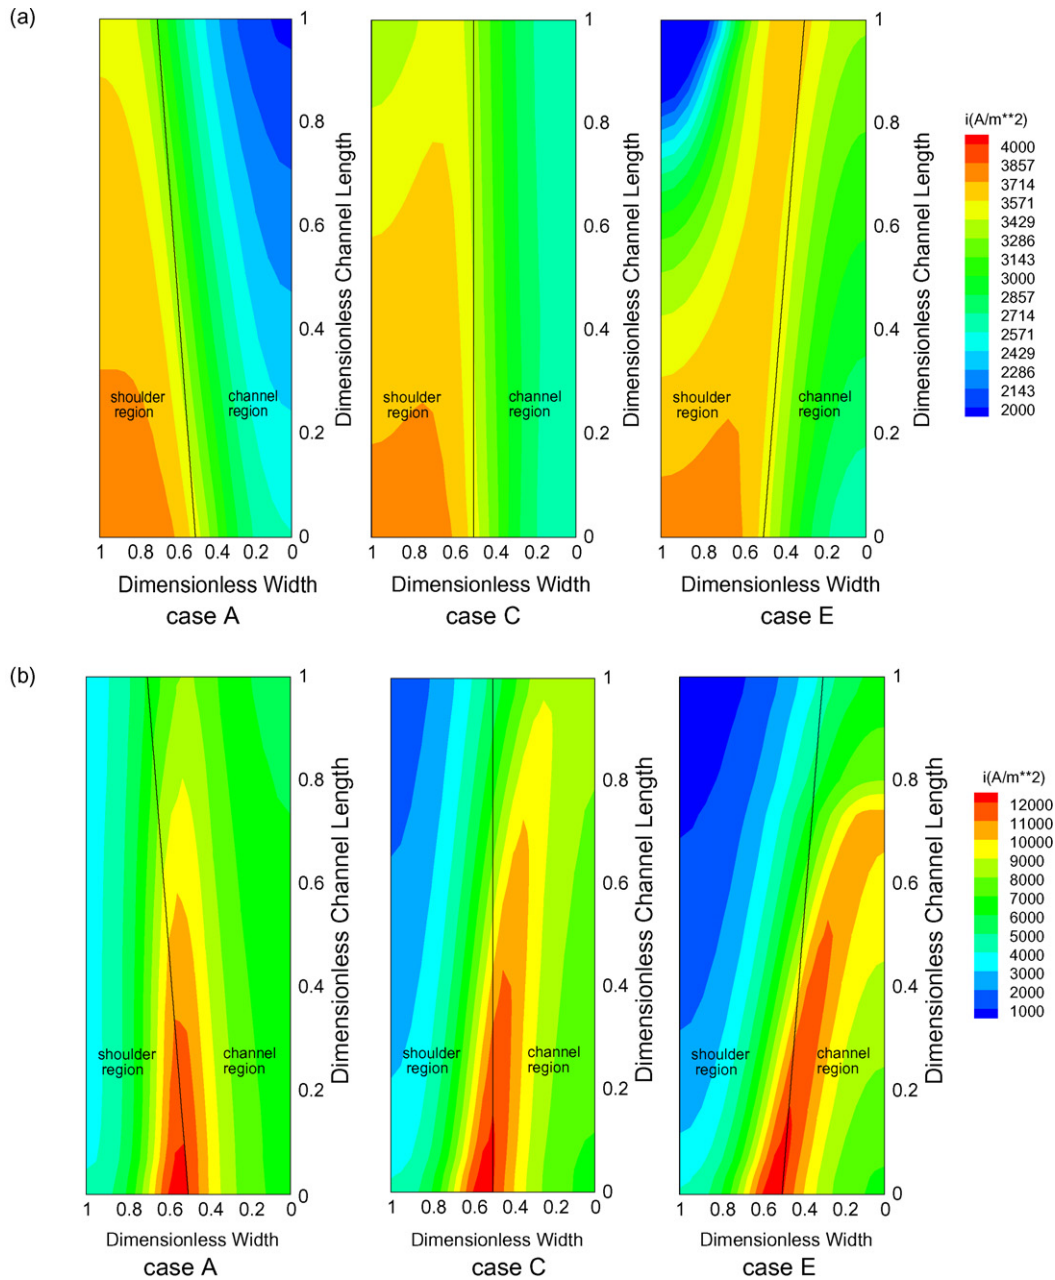 (a)
1
0.8
0.6
0.4
0.2
0
Dimensionless Channel Length
shoulder
region
channel
region
1 0.8 0.6 0.4 0.2 0
Dimensionless Width
case A
1
0.8
0.6
0.4
0.2
0
Dimensionless Channel Length
shoulder
region
channel
region
1 0.8 0.6 0.4 0.2 0
Dimensionless Width
case C
1
0.8
0.6
0.4
0.2
0
Dimensionless Channel Length
shoulder
region
channel
region
1 0.8 0.6 0.4 0.2 0
Dimensionless Width
case E
i(A/m**2)
4000
3857
3714
3571
3429
3286
3143
3000
2857
2714
2571
2429
2286
2143
2000
(b)
1
0.8
0.6
0.4
0.2
0
Dimensionless Channel Length
shoulder
region
channel
region
1 0.8 0.6 0.4 0.2 0
Dimensionless Width
case A
1
0.8
0.6
0.4
0.2
0
Dimensionless Channel Length
shoulder
region
channel
region
1 0.8 0.6 0.4 0.2 0
Dimensionless Width
case C
1
0.8
0.6
0.4
0.2
0
Dimensionless Channel Length
shoulder
region
channel
region
1 0.8 0.6 0.4 0.2 0
Dimensionless Width
case E
i(A/m**2)
12000
11000
10000
9000
8000
7000
6000
5000
4000
3000
2000
1000